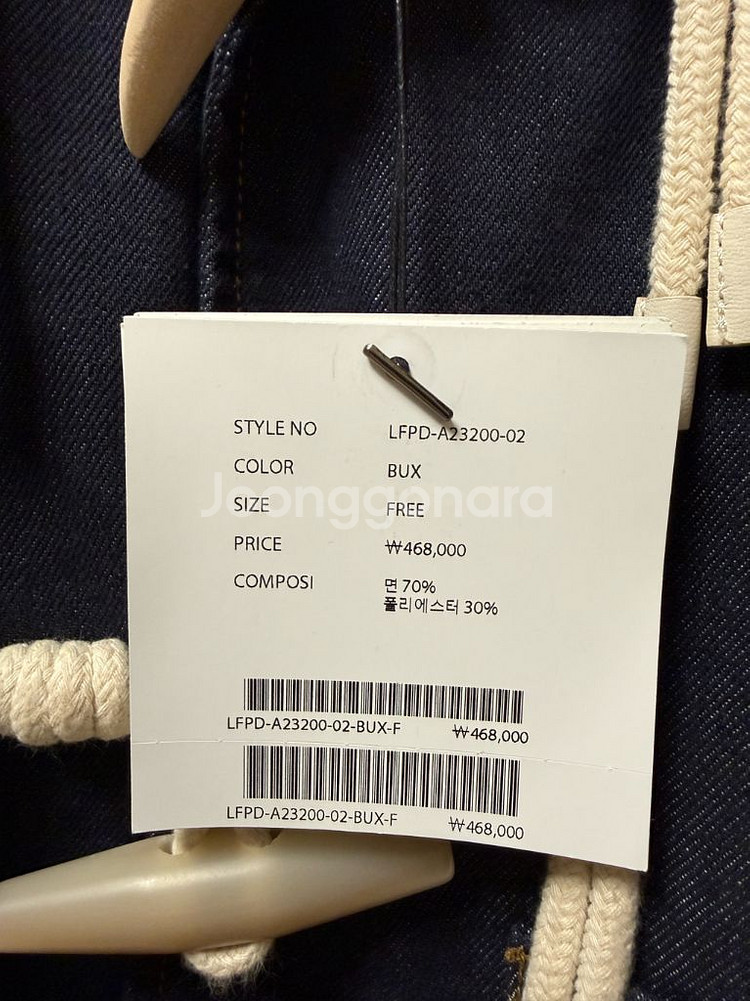 STYLE NO LFPD-A23200-02
COLOR BUX
Joonggonara
SIZE FREE
PRICE ₩468,000
COMPOSI 면 70%
폴리에스터 30%
LFPD-A23200-02-BUX-F ₩468,000
LFPD-A23200-02-BUX-F ₩468,000